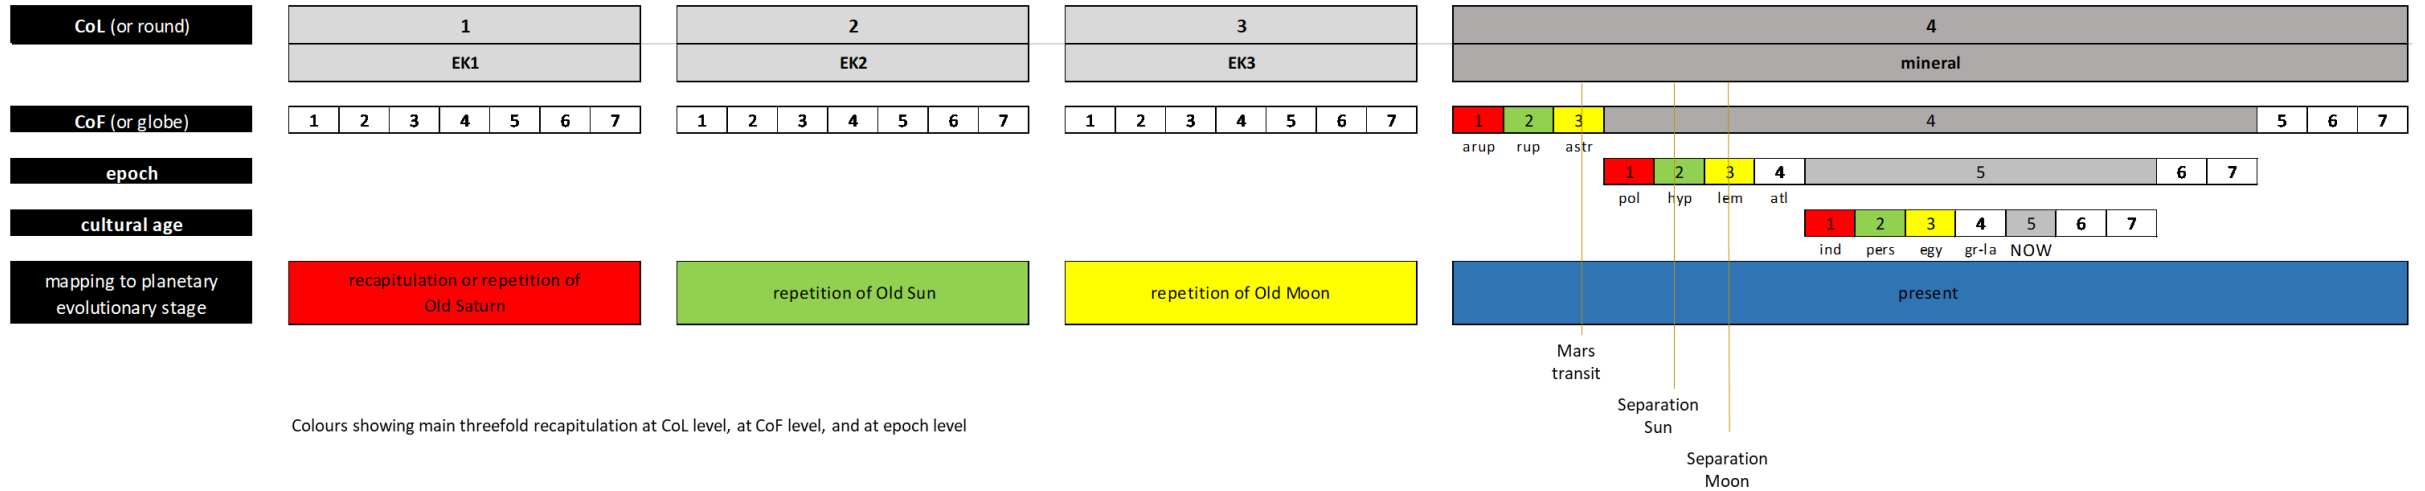 CoL (or round) 1 2 3 4
EK1 EK2 EK3 mineral
CoF (or globe) 1 2 3 4 5 6 7 1 2 3 4 5 6 7 1 2 3 4 5 6 7 1 2 3 4 5 6 7
arup rup astr
epoch 1 2 3 4 5 6 7
pol hyp lem atl
cultural age 1 2 3 4 5 6 7
ind pers egy gr-la NOW
mapping to planetary
evolutionary stage
recapitulation or repetition of
Old Saturn
repetition of Old Sun
repetition of Old Moon
present
Mars
transit
Separation
Sun
Separation
Moon
Colours showing main threefold recapitulation at CoL level, at CoF level, and at epoch level